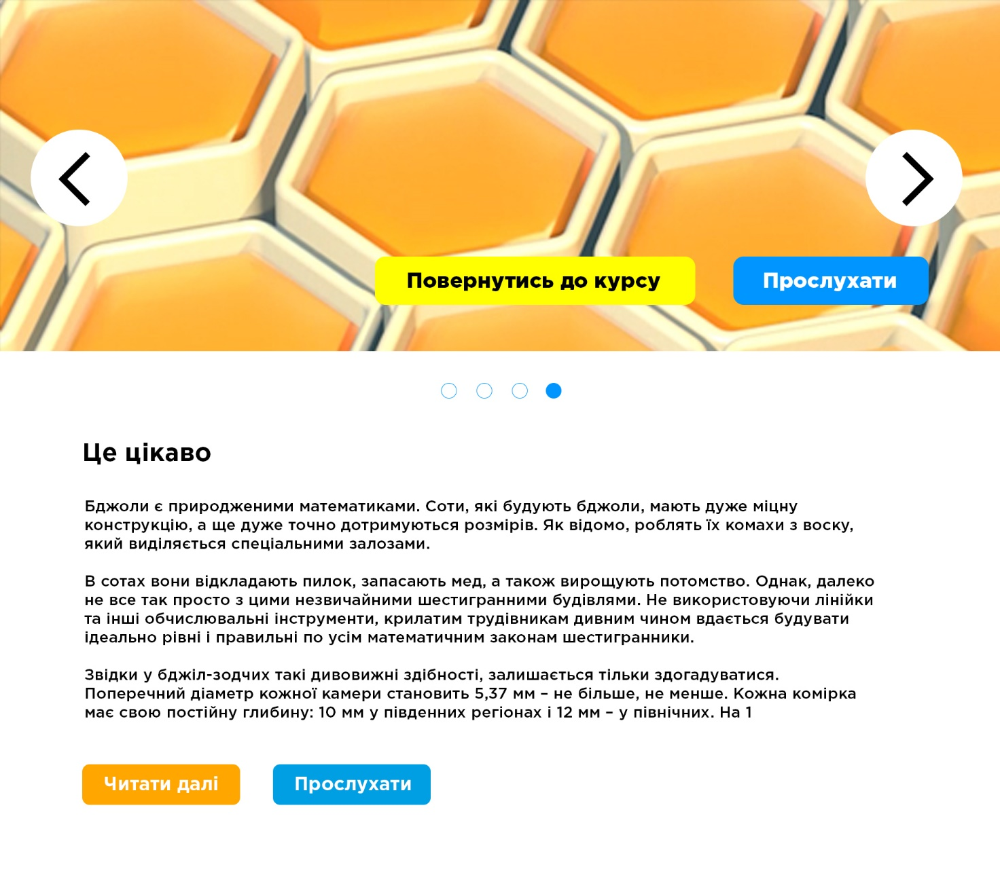 Повернутись до курсу
Прослухати
Це цікаво
Бджоли є природженими математиками. Соти, які будують бджоли, мають дуже міцну
конструкцію, а ще дуже точно дотримуються розмірів. Як відомо, роблять їх комахи з воску,
який виділяється спеціальними залозами.
В сотах вони відкладають пилок, запасають мед, а також вирощують потомство. Однак, далеко
не все так просто з цими незвичайними шестигранними будівлями. Не використовуючи лінійки
та інші обчислювальні інструменти, крилатим трудівникам дивним чином вдається будувати
ідеально рівні і правильні по усім математичним законам шестигранники.
Звідки у бджіл-зодчих такі дивовижні здібності, залишається тільки здогадуватися.
Поперечний діаметр кожної камери становить 5,37 мм – не більше, не менше. Кожна комірка
має свою постійну глибину: 10 мм у південних регіонах і 12 мм – у північних. На 1
Читати далі
Прослухати